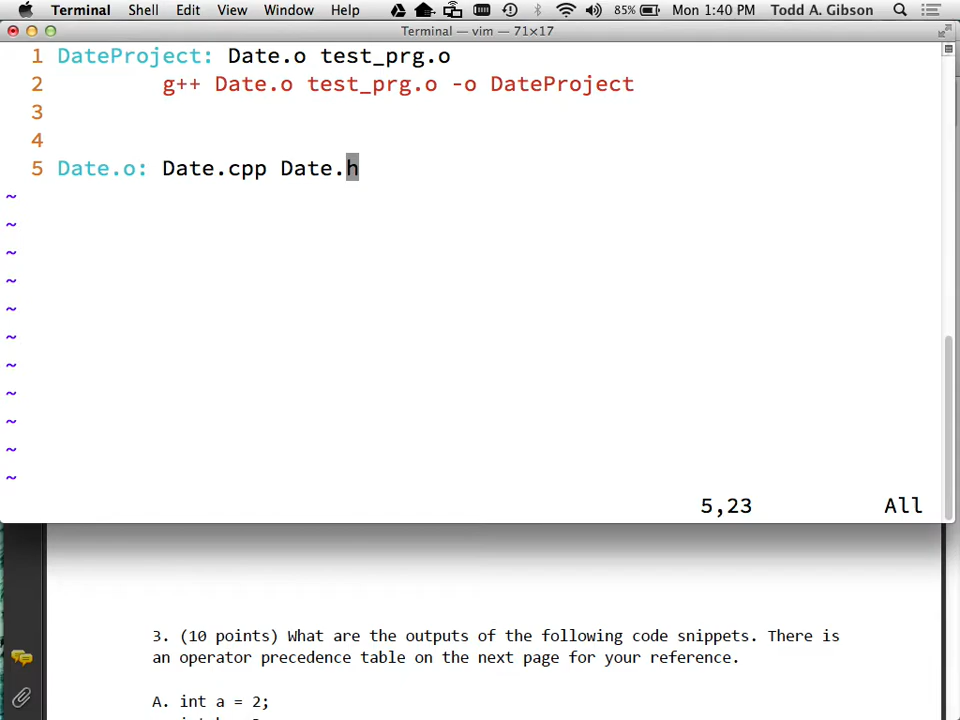 Terminal Shell Edit View Window Help 85% Mon 1:40 PM Todd A. Gibson
Terminal — vim — 71×17
1 DateProject: Date.o test_prg.o
2 g++ Date.o test_prg.o -o DateProject
3
4
5 Date.o: Date.cpp Date.h
~
~
~
~
~
~
~
~
~
~
~
5,23 All
3. (10 points) What are the outputs of the following code snippets. There is
an operator precedence table on the next page for your reference.
A. int a = 2;